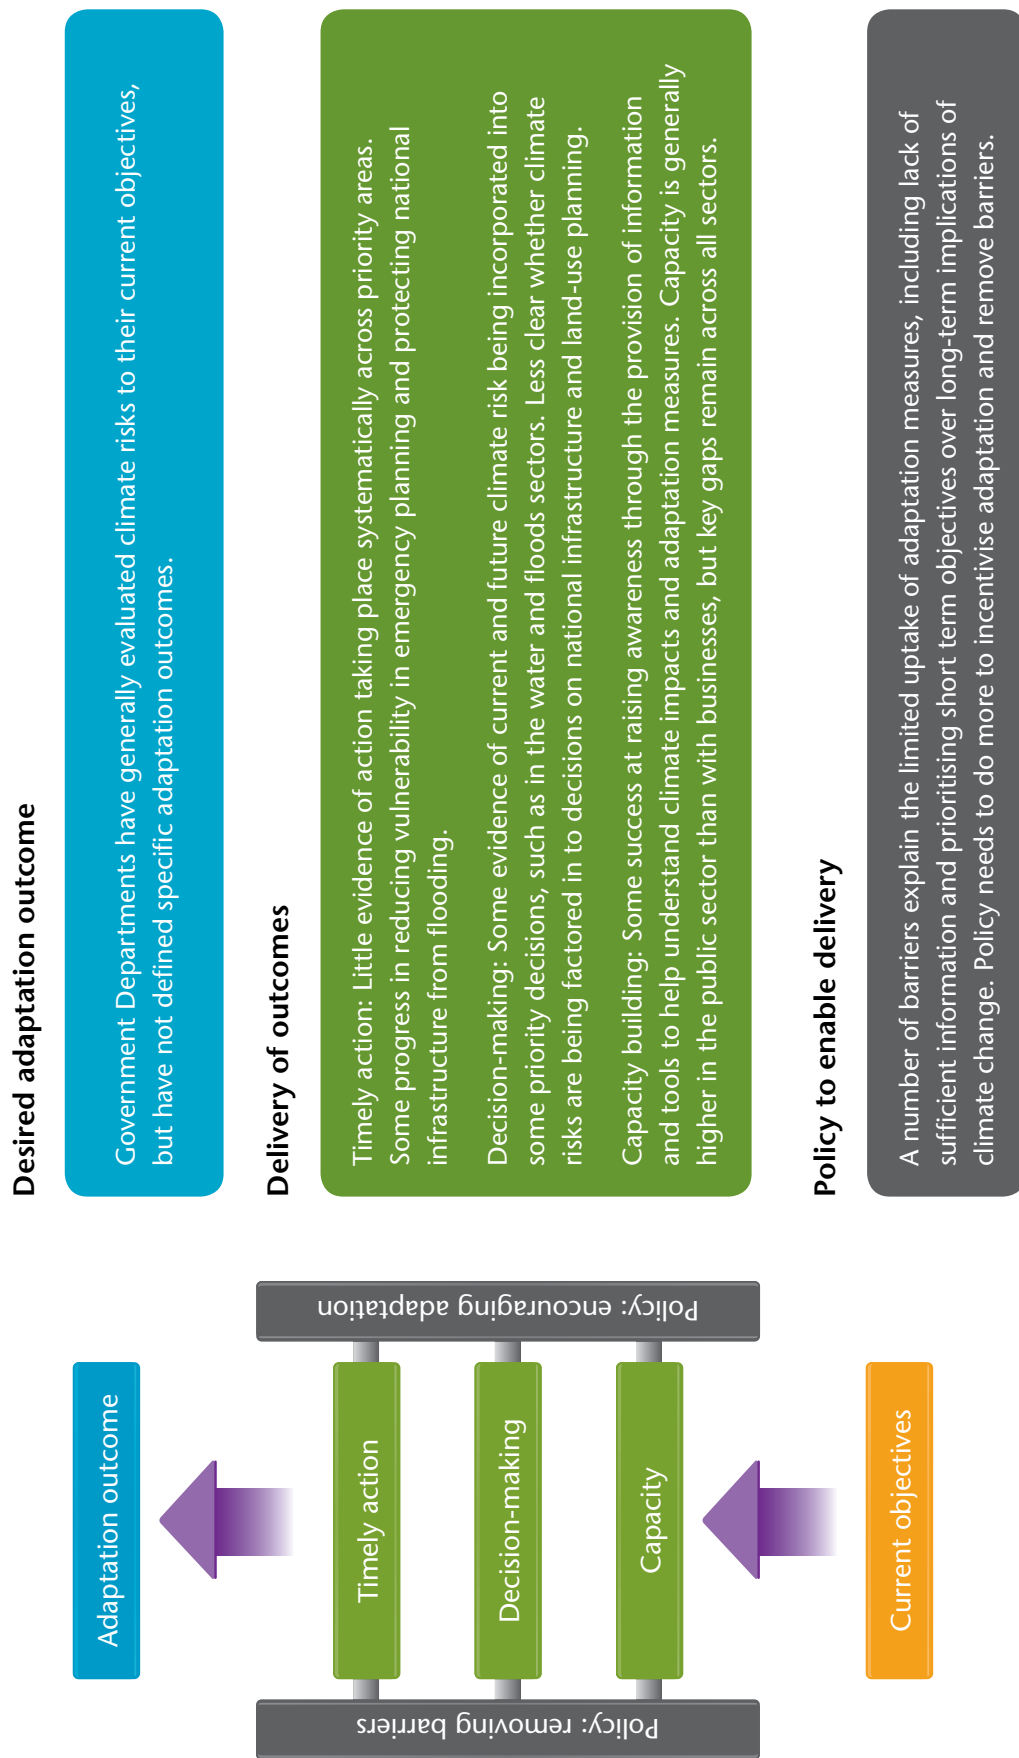 Adaptation outcome
Timely action
Decision-making
Capacity
Current objectives
Policy: removing barriers
Policy: encouraging adaptation
Desired adaptation outcome
Government Departments have generally evaluated climate risks to their current objectives,
but have not defined specific adaptation outcomes.
Delivery of outcomes
Timely action: Little evidence of action taking place systematically across priority areas.
Some progress in reducing vulnerability in emergency planning and protecting national
infrastructure from flooding.
Decision-making: Some evidence of current and future climate risk being incorporated into
some priority decisions, such as in the water and floods sectors. Less clear whether climate
risks are being factored in to decisions on national infrastructure and land-use planning.
Capacity building: Some success at raising awareness through the provision of information
and tools to help understand climate impacts and adaptation measures. Capacity is generally
higher in the public sector than with businesses, but key gaps remain across all sectors.
Policy to enable delivery
A number of barriers explain the limited uptake of adaptation measures, including lack of
sufficient information and prioritising short term objectives over long-term implications of
climate change. Policy needs to do more to incentivise adaptation and remove barriers.